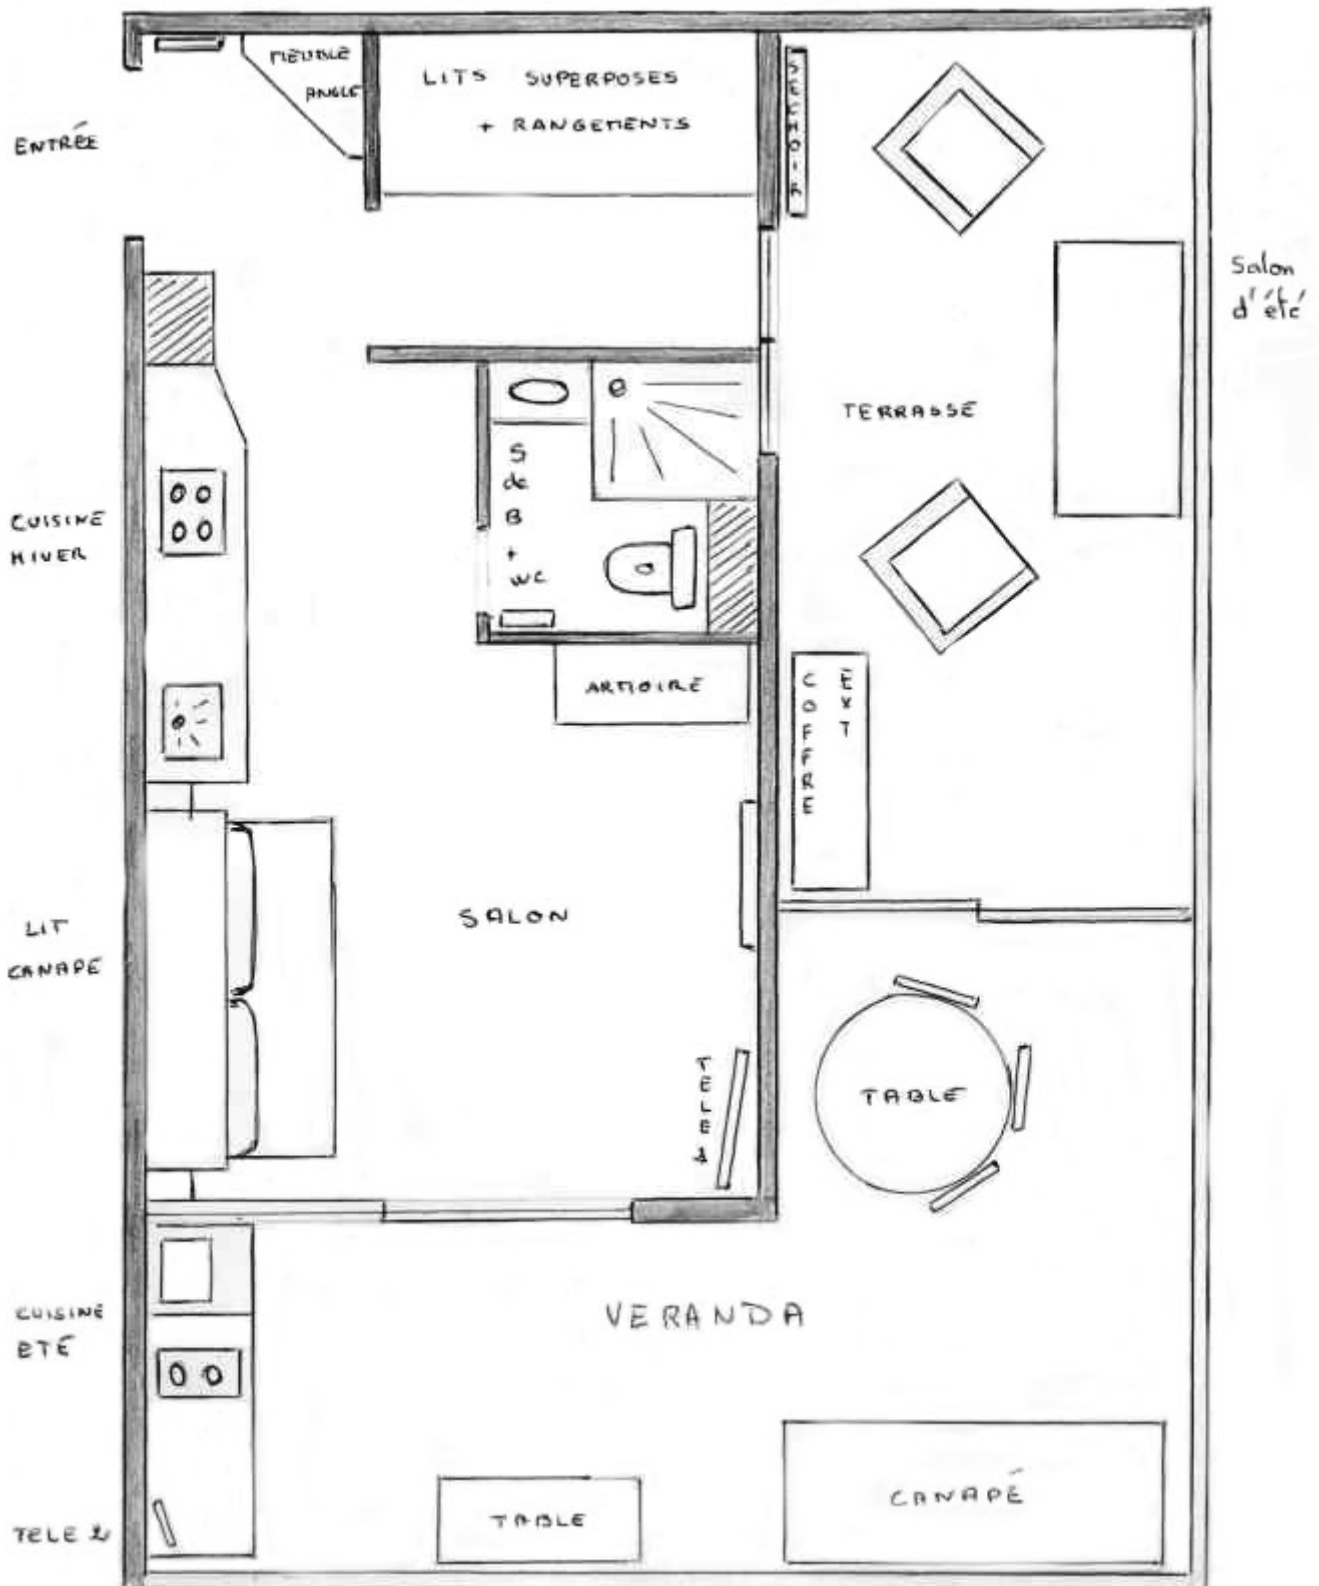 MEUBLE
ANGLE
LITS SUPERPOSES
+ RANGEMENTS
SECHOIR
ENTRÉE
Salon
d'été
TERRASSE
CUISINE
HIVER
S
de
B
+
WC
ARMOIRE
COFFRE
EXT
SALON
LIT
CANAPE
TELE 1
TABLE
CUISINE
ETÉ
VERANDA
TELE 2
TABLE
CANAPÉ